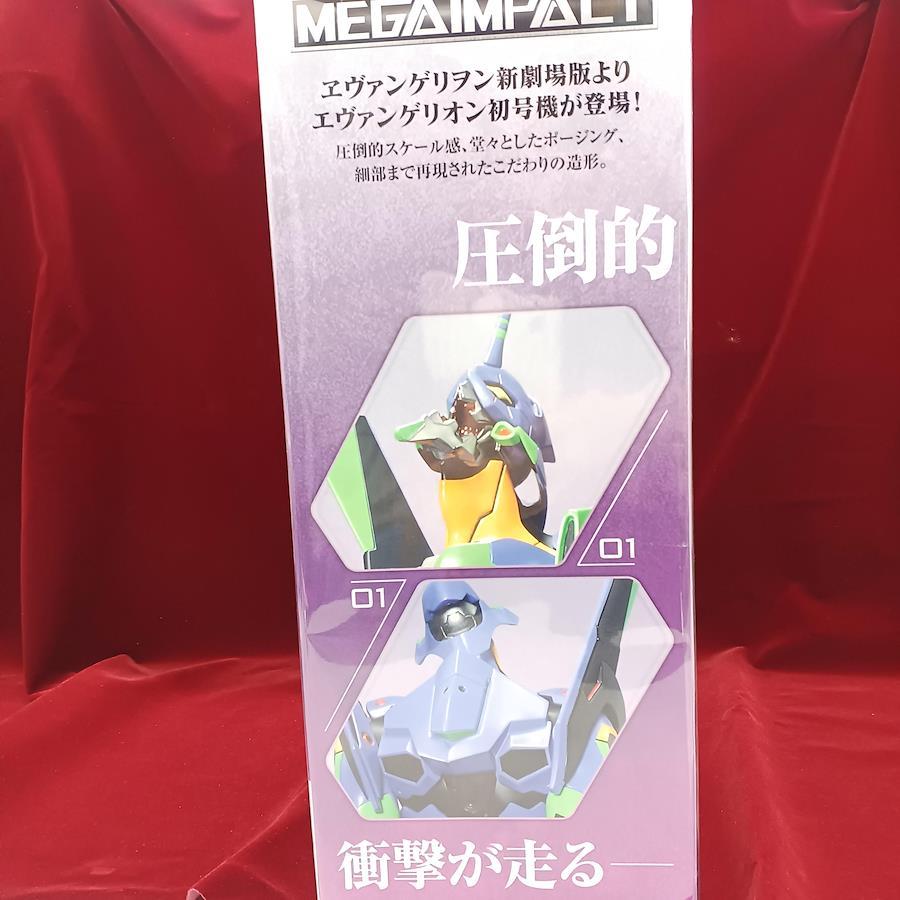 MEGAIMPACT
ヱヴァンゲリヲン新劇場版より
エヴァンゲリオン初号機が登場!
圧倒的スケール感、堂々としたポージング、
細部まで再現されたこだわりの造形。
圧倒的
01
01
衝撃が走る——